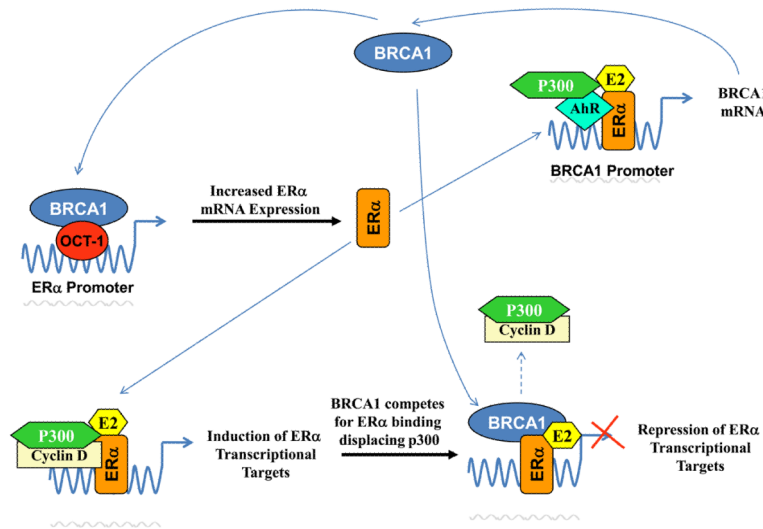 BRCA1
P300
E2
AhR
ERα
BRCA1 Promoter
BRCA1
mRNA
BRCA1
OCT-1
ERα Promoter
Increased ERα
mRNA Expression
ERα
P300
Cyclin D
E2
P300
Cyclin D
ERα
Induction of ERα
Transcriptional
Targets
BRCA1 competes
for ERα binding
displacing p300
BRCA1
E2
ERα
Repression of ERα
Transcriptional
Targets